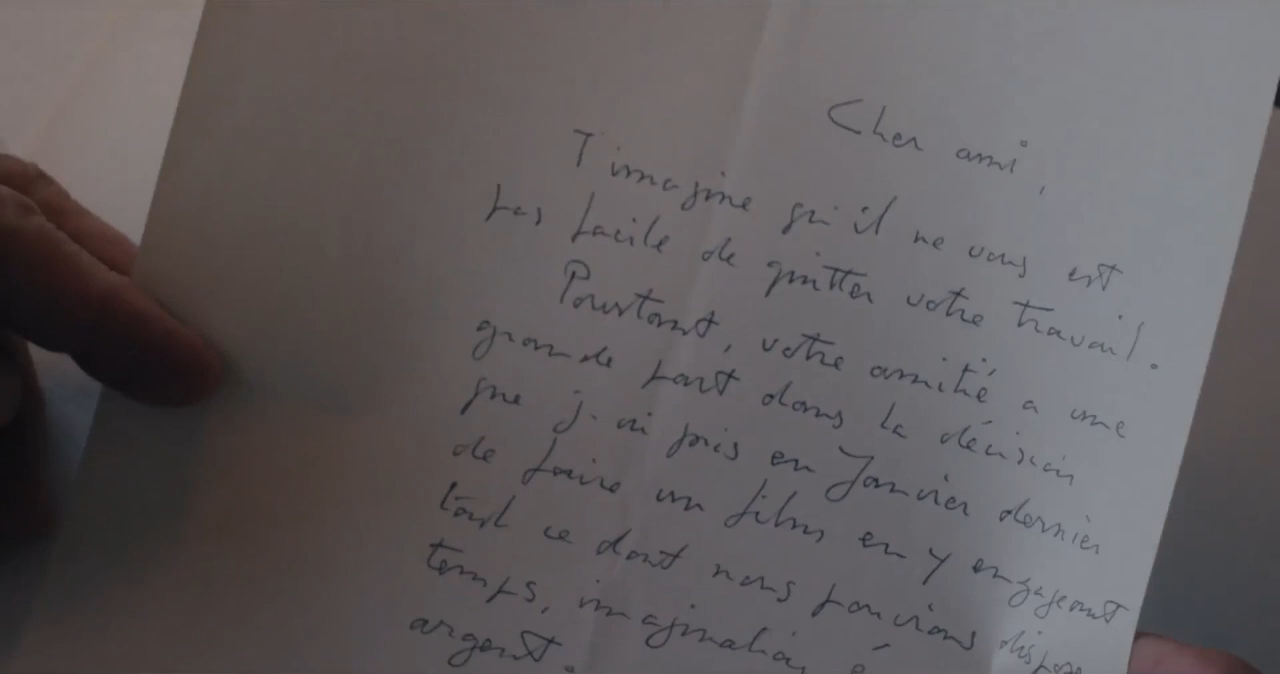 Cher ami,
J'imagine qu'il ne vous est
pas facile de quitter votre travail.
Pourtant, votre amitié a une
grande part dans la décision
que j'ai pris en Janvier dernier
de faire un film en y engageant
tout ce dont nous pouvions
temps, imagination
argent.